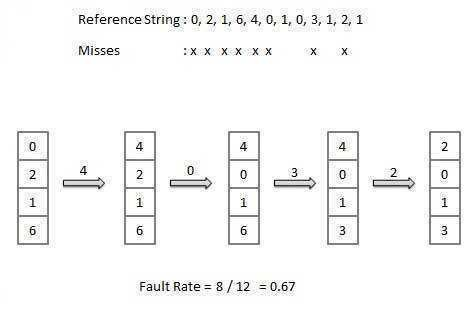 Reference String : 0, 2, 1, 6, 4, 0, 1, 0, 3, 1, 2, 1
Misses : x x x x x x x x
4 0 3 2
0 4 4 4 2
2 2 0 0 0
1 1 1 1 1
6 6 6 3 3
Fault Rate = 8 / 12 = 0.67